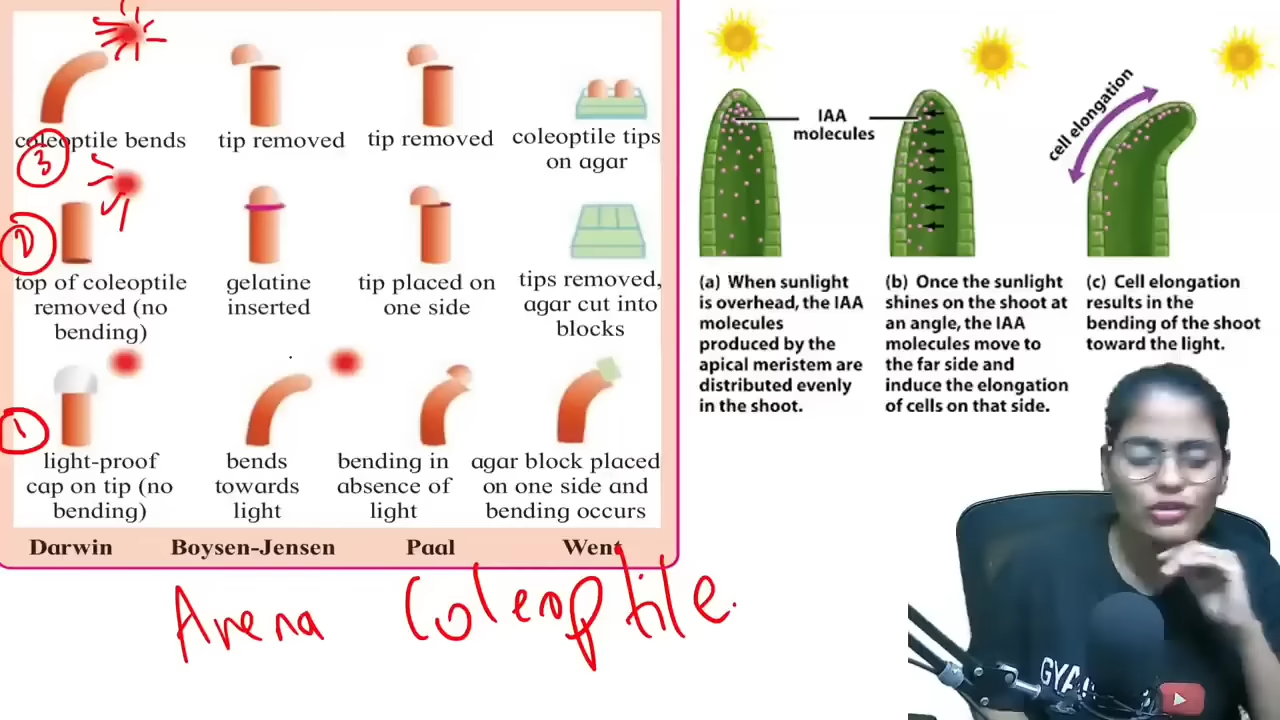 coleoptile bends
tip removed
tip removed
coleoptile tips
on agar
3
2
top of coleoptile
removed (no
bending)
gelatine
inserted
tip placed on
one side
tips removed,
agar cut into
blocks
1
light-proof
cap on tip (no
bending)
bends
towards
light
bending in
absence of
light
agar block placed
on one side and
bending occurs
Darwin
Boysen-Jensen
Paal
Went
Avena Coleoptile.
IAA
molecules
cell elongation
(a) When sunlight
is overhead, the IAA
molecules
produced by the
apical meristem are
distributed evenly
in the shoot.
(b) Once the sunlight
shines on the shoot at
an angle, the IAA
molecules move to
the far side and
induce the elongation
of cells on that side.
(c) Cell elongation
results in the
bending of the shoot
toward the light.